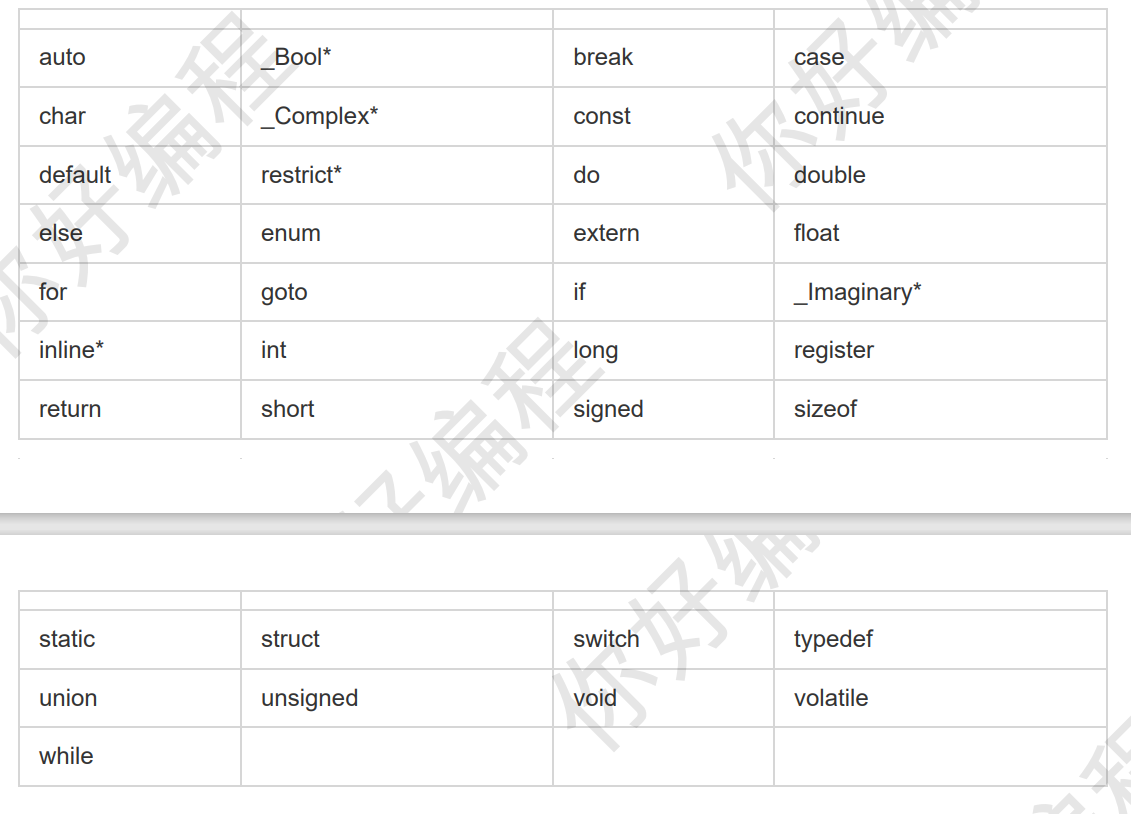 auto _Bool* break case
char _Complex* const continue
default restrict* do double
else enum extern float
for goto if _Imaginary*
inline* int long register
return short signed sizeof
static struct switch typedef
union unsigned void volatile
while
你好编程
你好编程
好编程
你好编
编程